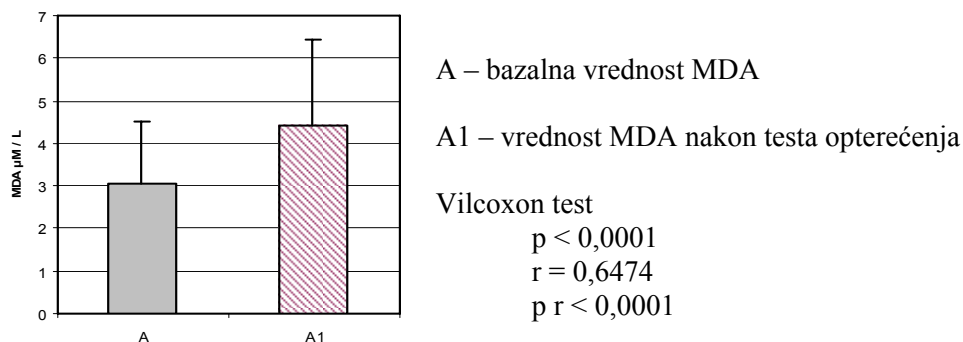 7
6
5
4
3
2
1
0
MDA µM / L
A
A1
A – bazalna vrednost MDA
A1 – vrednost MDA nakon testa opterećenja
Vilcoxon test
p < 0,0001
r = 0,6474
p r < 0,0001